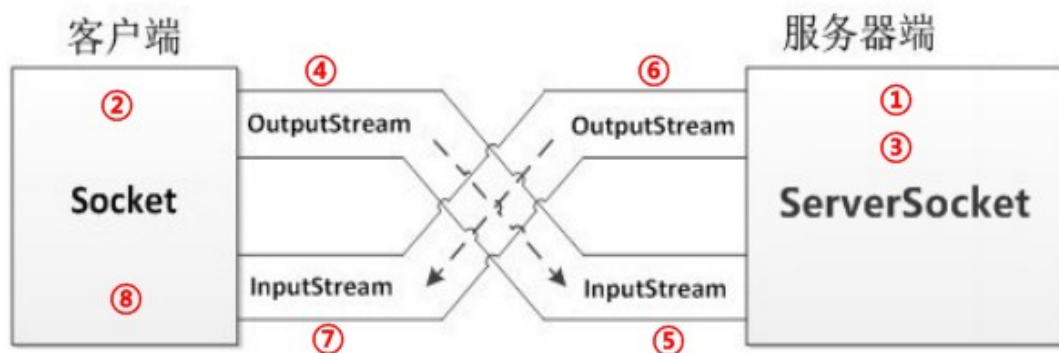 客户端
服务器端
④
⑥
②
①
OutputStream
OutputStream
③
Socket
ServerSocket
InputStream
InputStream
⑧
⑦
⑤